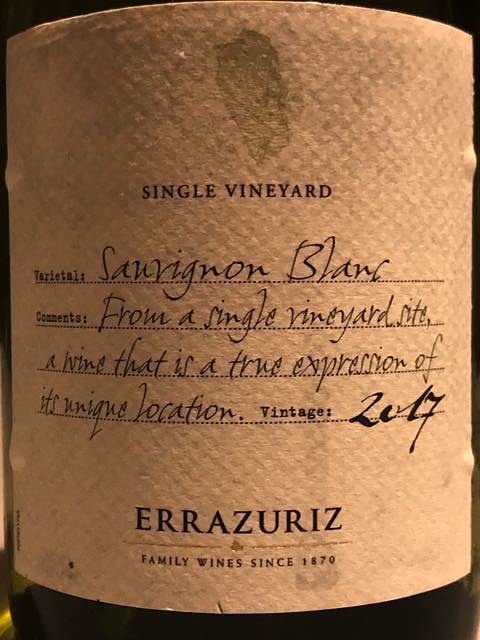 SINGLE VINEYARD
Varietal: Sauvignon Blanc
Comments: From a single vineyard site,
a wine that is a true expression of
its unique location. Vintage: 2017
ERRAZURIZ
FAMILY WINES SINCE 1870